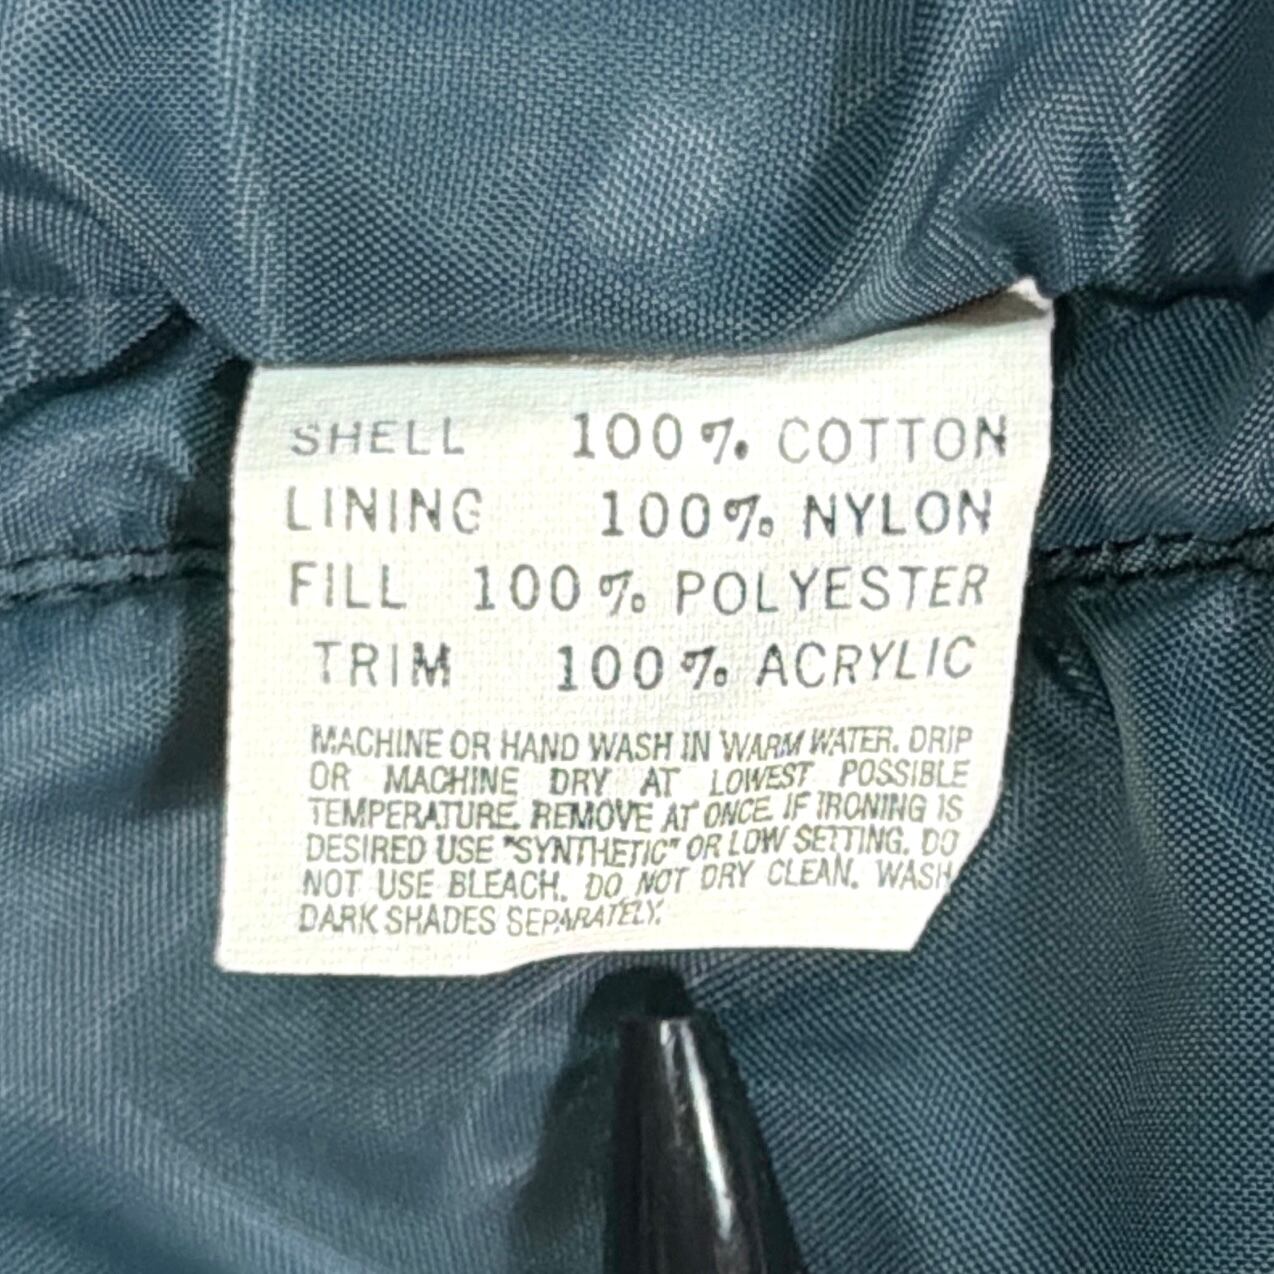 SHELL 100% COTTON
LINING 100% NYLON
FILL 100% POLYESTER
TRIM 100% ACRYLIC
MACHINE OR HAND WASH IN WARM WATER. DRIP
OR MACHINE DRY AT LOWEST POSSIBLE
TEMPERATURE. REMOVE AT ONCE. IF IRONING IS
DESIRED USE "SYNTHETIC" OR LOW SETTING. DO
NOT USE BLEACH. DO NOT DRY CLEAN. WASH
DARK SHADES SEPARATELY.